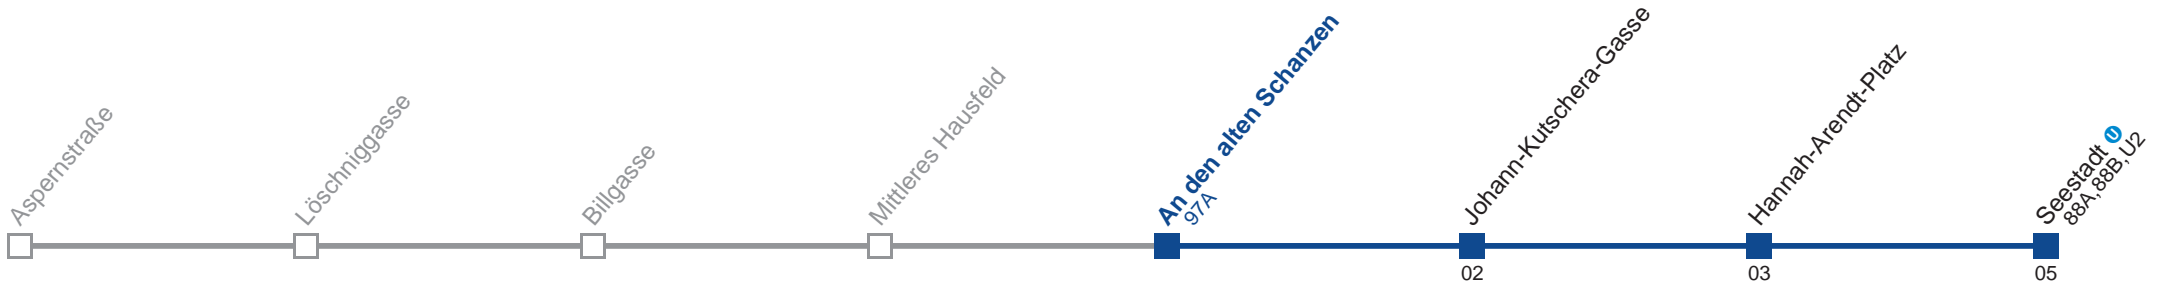 Aspernstraße
Löschniggasse
Billgasse
Mittleres Hausfeld
An den alten Schanzen
97A
Johann-Kutschera-Gasse
02
Hannah-Arendt-Platz
03
Seestadt U
88A, 88B, U2
05